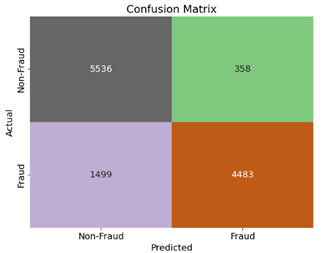 Confusion Matrix
Non-Fraud
5536
358
Actual
Fraud
1499
4483
Non-Fraud
Fraud
Predicted